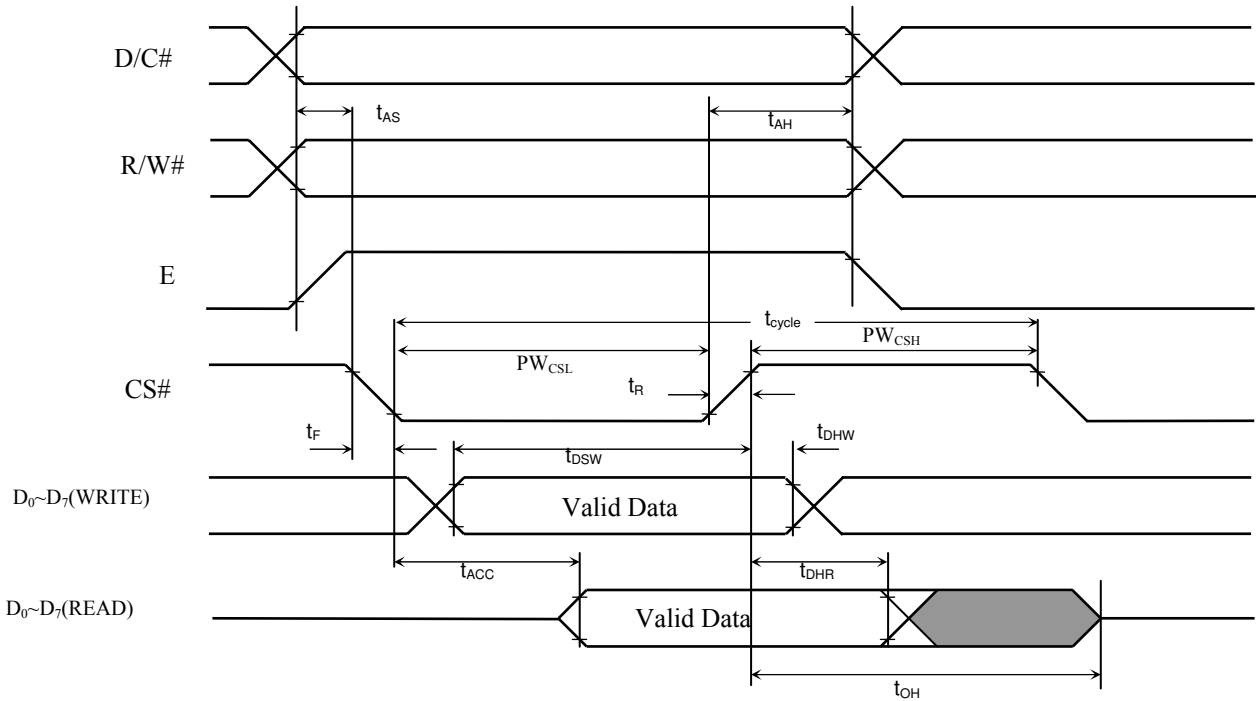 D/C#
tAS
tAH
R/W#
E
tcycle
PWCSL
PWCSH
CS#
tR
tF
tDSW
tDHW
D0~D7(WRITE)
Valid Data
tACC
tDHR
D0~D7(READ)
Valid Data
tOH